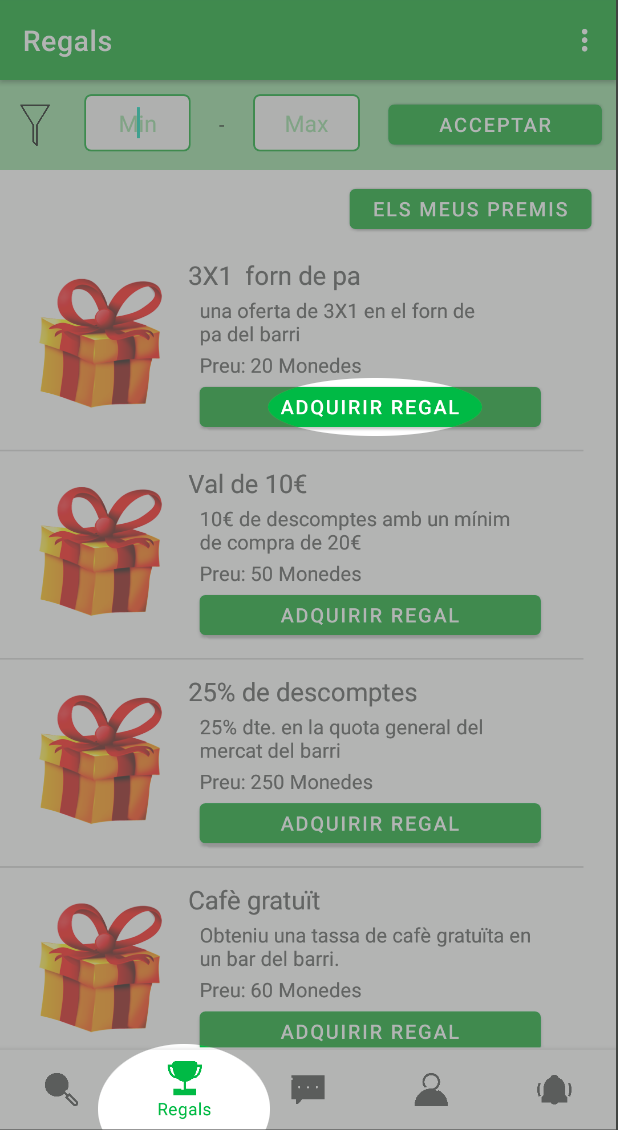 Regals
Min - Max ACCEPTAR
ELS MEUS PREMIS
3X1 forn de pa
una oferta de 3X1 en el forn de
pa del barri
Preu: 20 Monedes
ADQUIRIR REGAL
Val de 10€
10€ de descomptes amb un mínim
de compra de 20€
Preu: 50 Monedes
ADQUIRIR REGAL
25% de descomptes
25% dte. en la quota general del
mercat del barri
Preu: 250 Monedes
ADQUIRIR REGAL
Cafè gratuït
Obteniu una tassa de cafè gratuïta en
un bar del barri.
Preu: 60 Monedes
ADQUIRIR REGAL
Regals